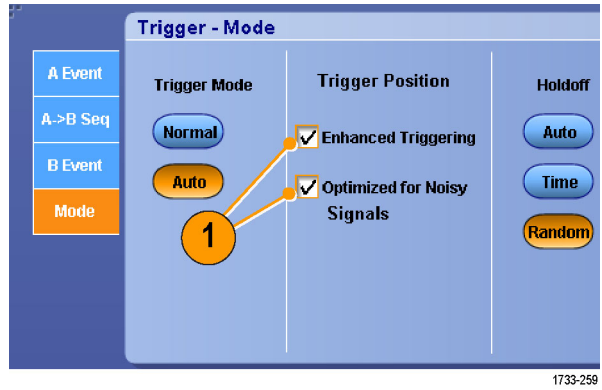 Trigger - Mode
A Event
A->B Seq
B Event
Mode
Trigger Mode
Normal
Auto
1
Trigger Position
Enhanced Triggering
Optimized for Noisy
Signals
Holdoff
Auto
Time
Random
1733-259